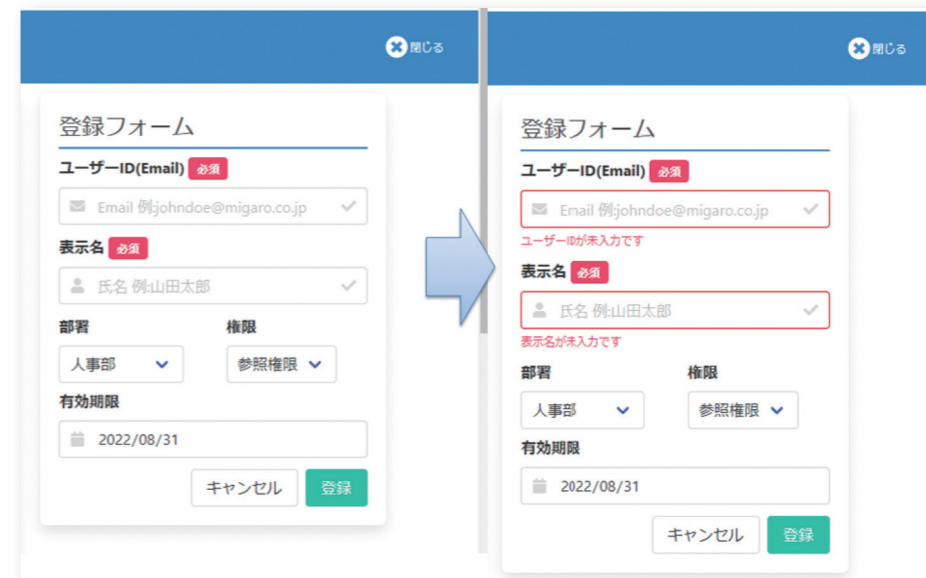 閉じる
登録フォーム
ユーザーID(Email) 必須
Email 例:johndoe@migaro.co.jp
表示名 必須
氏名 例:山田太郎
部署 権限
人事部 参照権限
有効期限
2022/08/31
キャンセル 登録
閉じる
登録フォーム
ユーザーID(Email) 必須
Email 例:johndoe@migaro.co.jp
ユーザーIDが未入力です
表示名 必須
氏名 例:山田太郎
表示名が未入力です
部署 権限
人事部 参照権限
有効期限
2022/08/31
キャンセル 登録